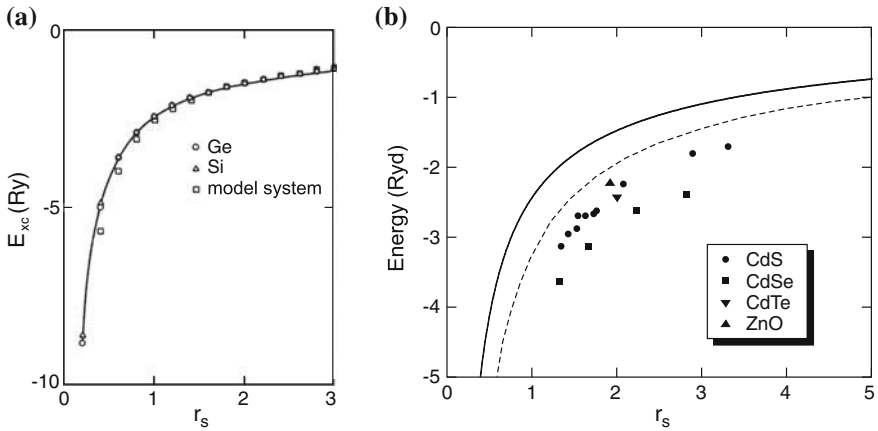 (a)
0
-5
-10
E_xc (Ry)
Ge
Si
model system
0 1 2 3
r_s
(b)
0
-1
-2
-3
-4
-5
Energy (Ryd)
CdS
CdSe
CdTe
ZnO
0 1 2 3 4 5
r_s